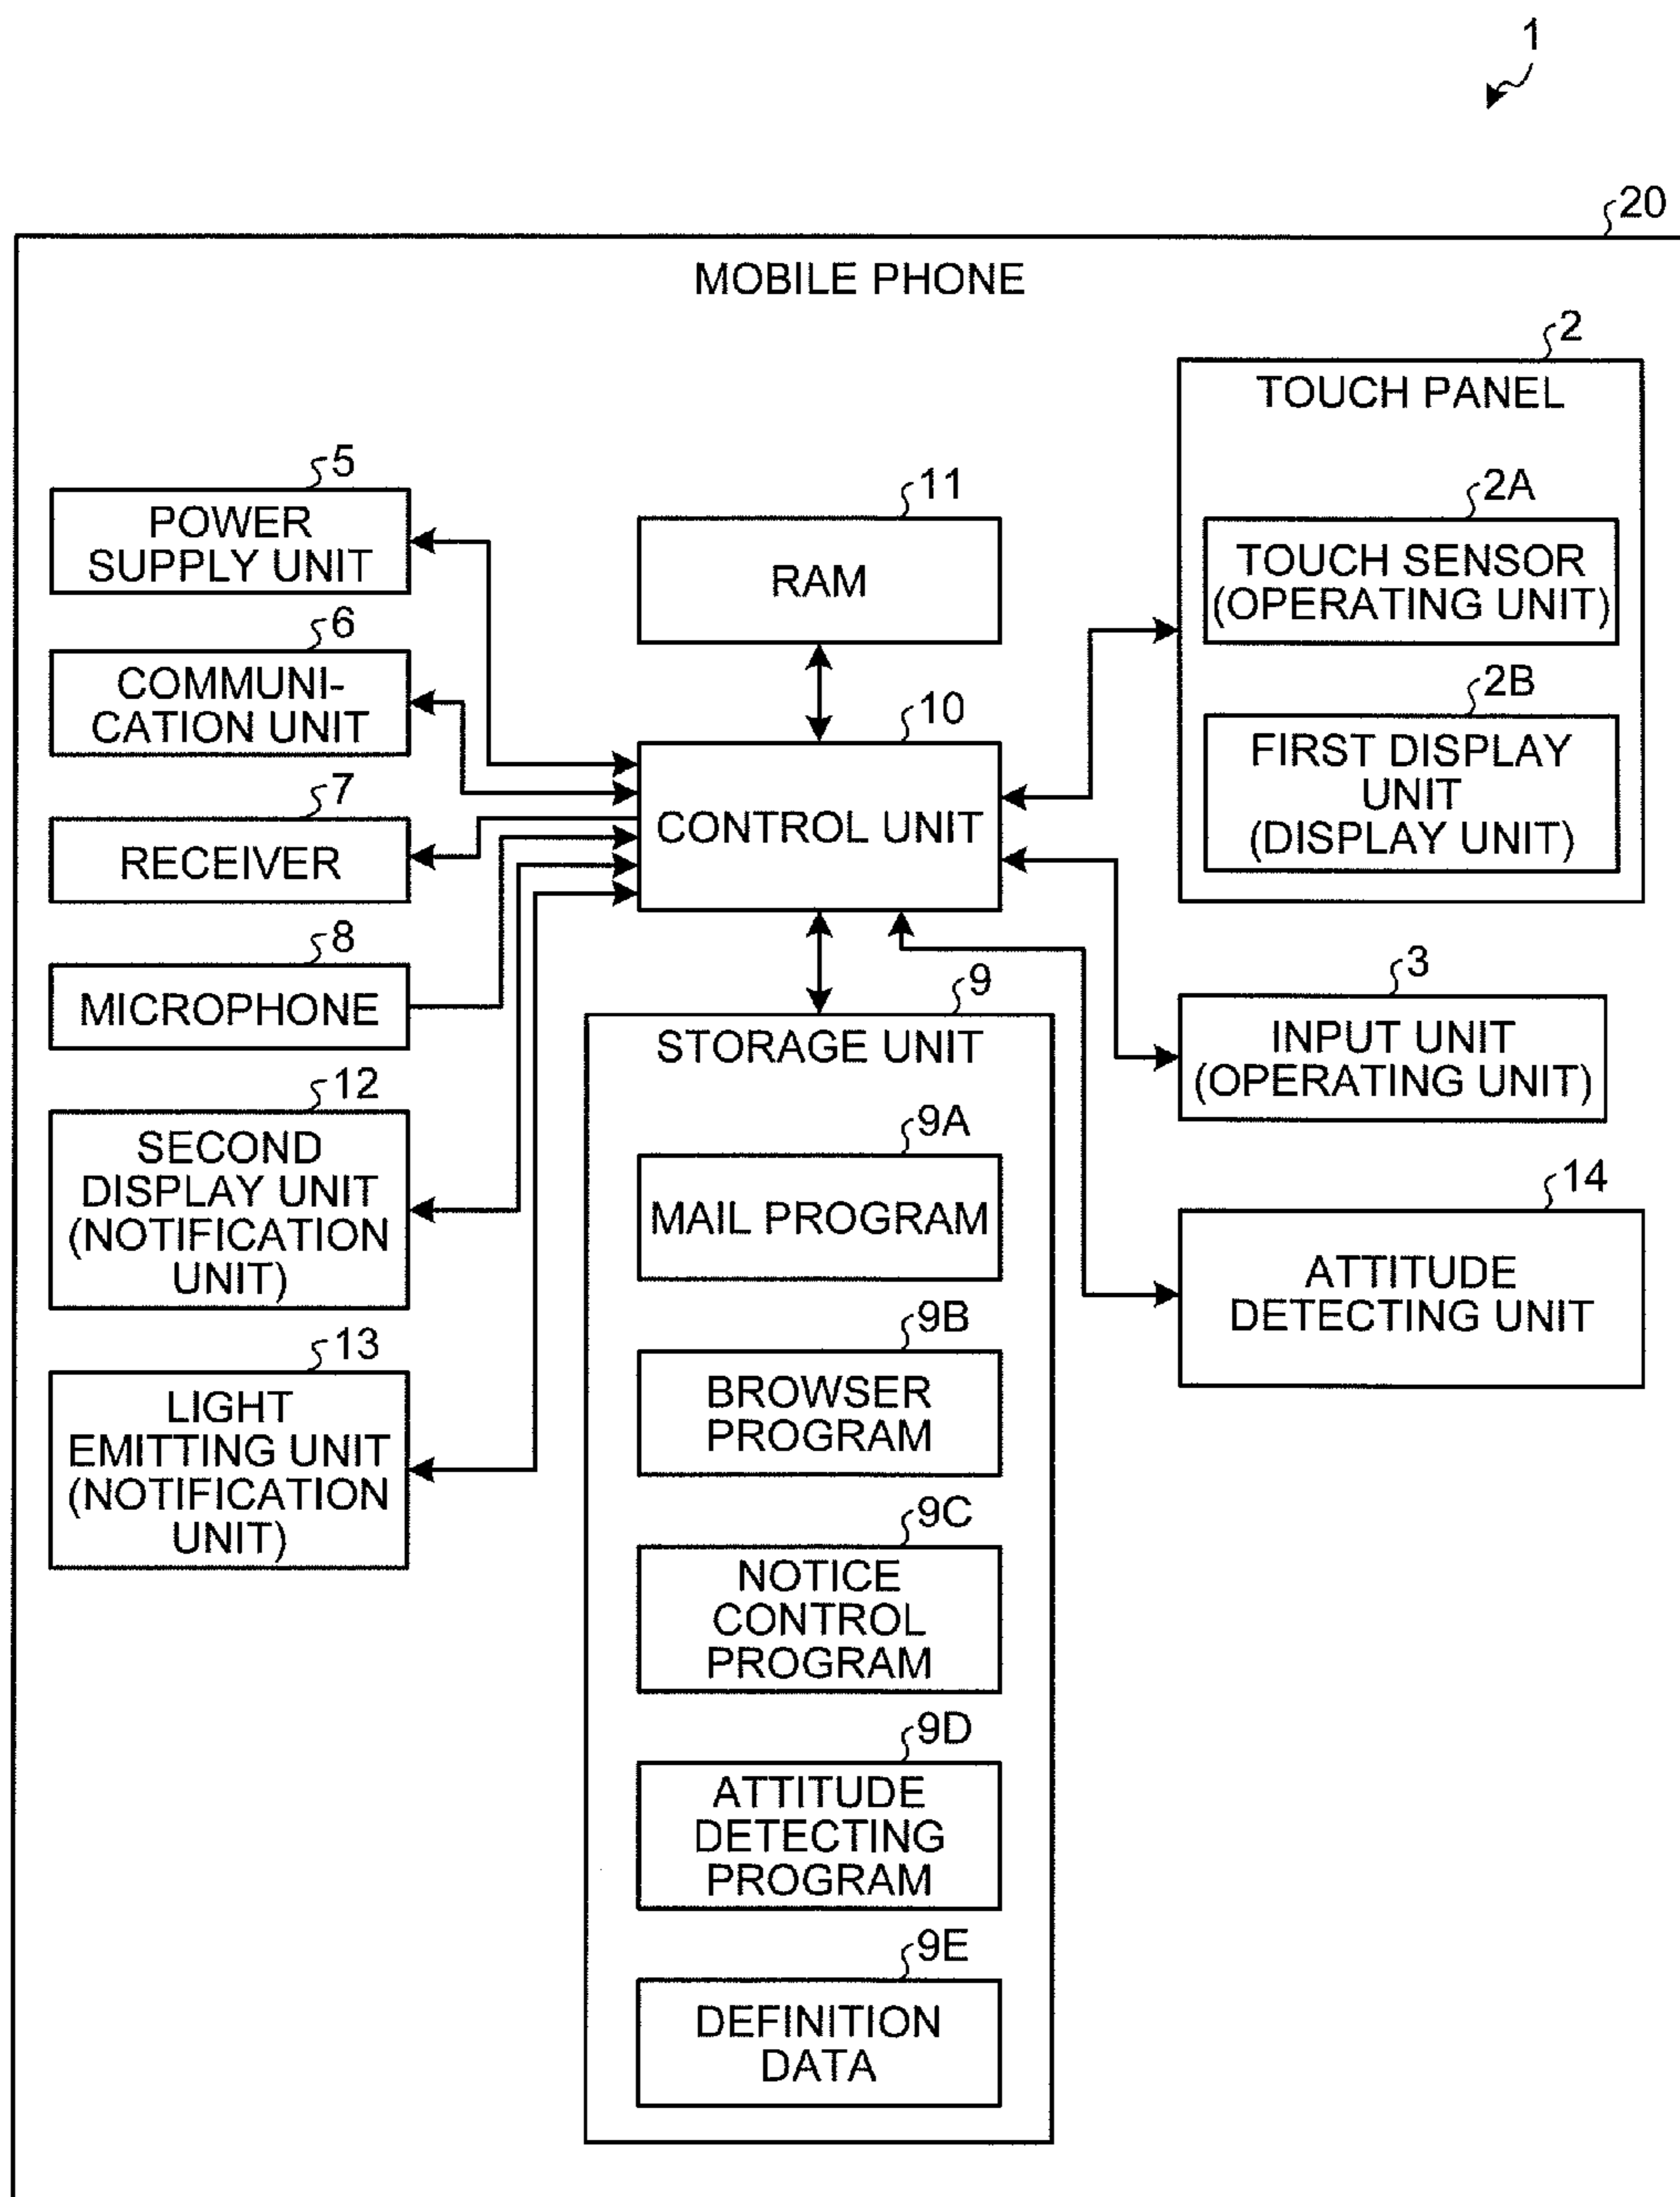 1
20
MOBILE PHONE
5
POWER
SUPPLY UNIT
6
COMMUNI-
CATION UNIT
7
RECEIVER
8
MICROPHONE
12
SECOND
DISPLAY UNIT
(NOTIFICATION
UNIT)
13
LIGHT
EMITTING UNIT
(NOTIFICATION
UNIT)
11
RAM
10
CONTROL UNIT
9
STORAGE UNIT
9A
MAIL PROGRAM
9B
BROWSER
PROGRAM
9C
NOTICE
CONTROL
PROGRAM
9D
ATTITUDE
DETECTING
PROGRAM
9E
DEFINITION
DATA
2
TOUCH PANEL
2A
TOUCH SENSOR
(OPERATING UNIT)
2B
FIRST DISPLAY
UNIT
(DISPLAY UNIT)
3
INPUT UNIT
(OPERATING UNIT)
14
ATTITUDE
DETECTING UNIT